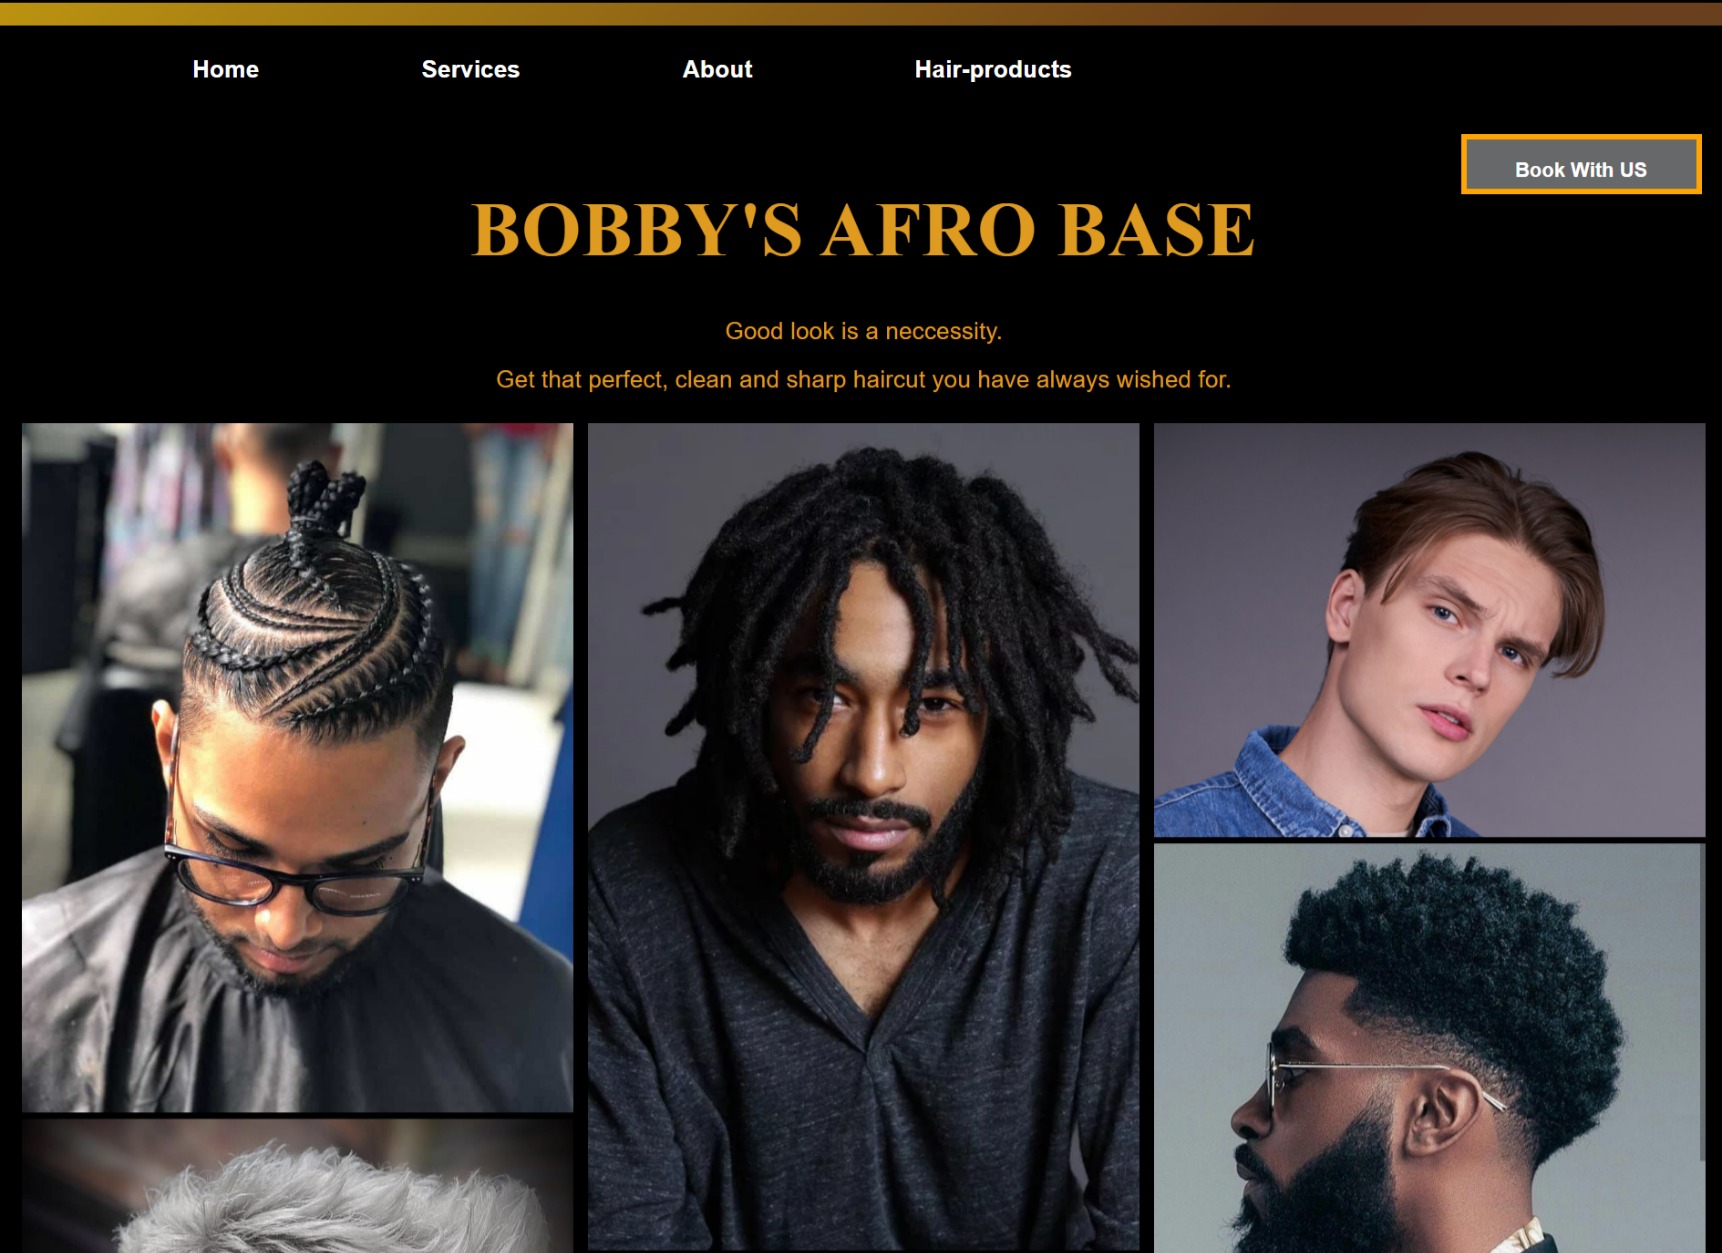 Home Services About Hair-products
Book With US
BOBBY'S AFRO BASE
Good look is a neccessity.
Get that perfect, clean and sharp haircut you have always wished for.